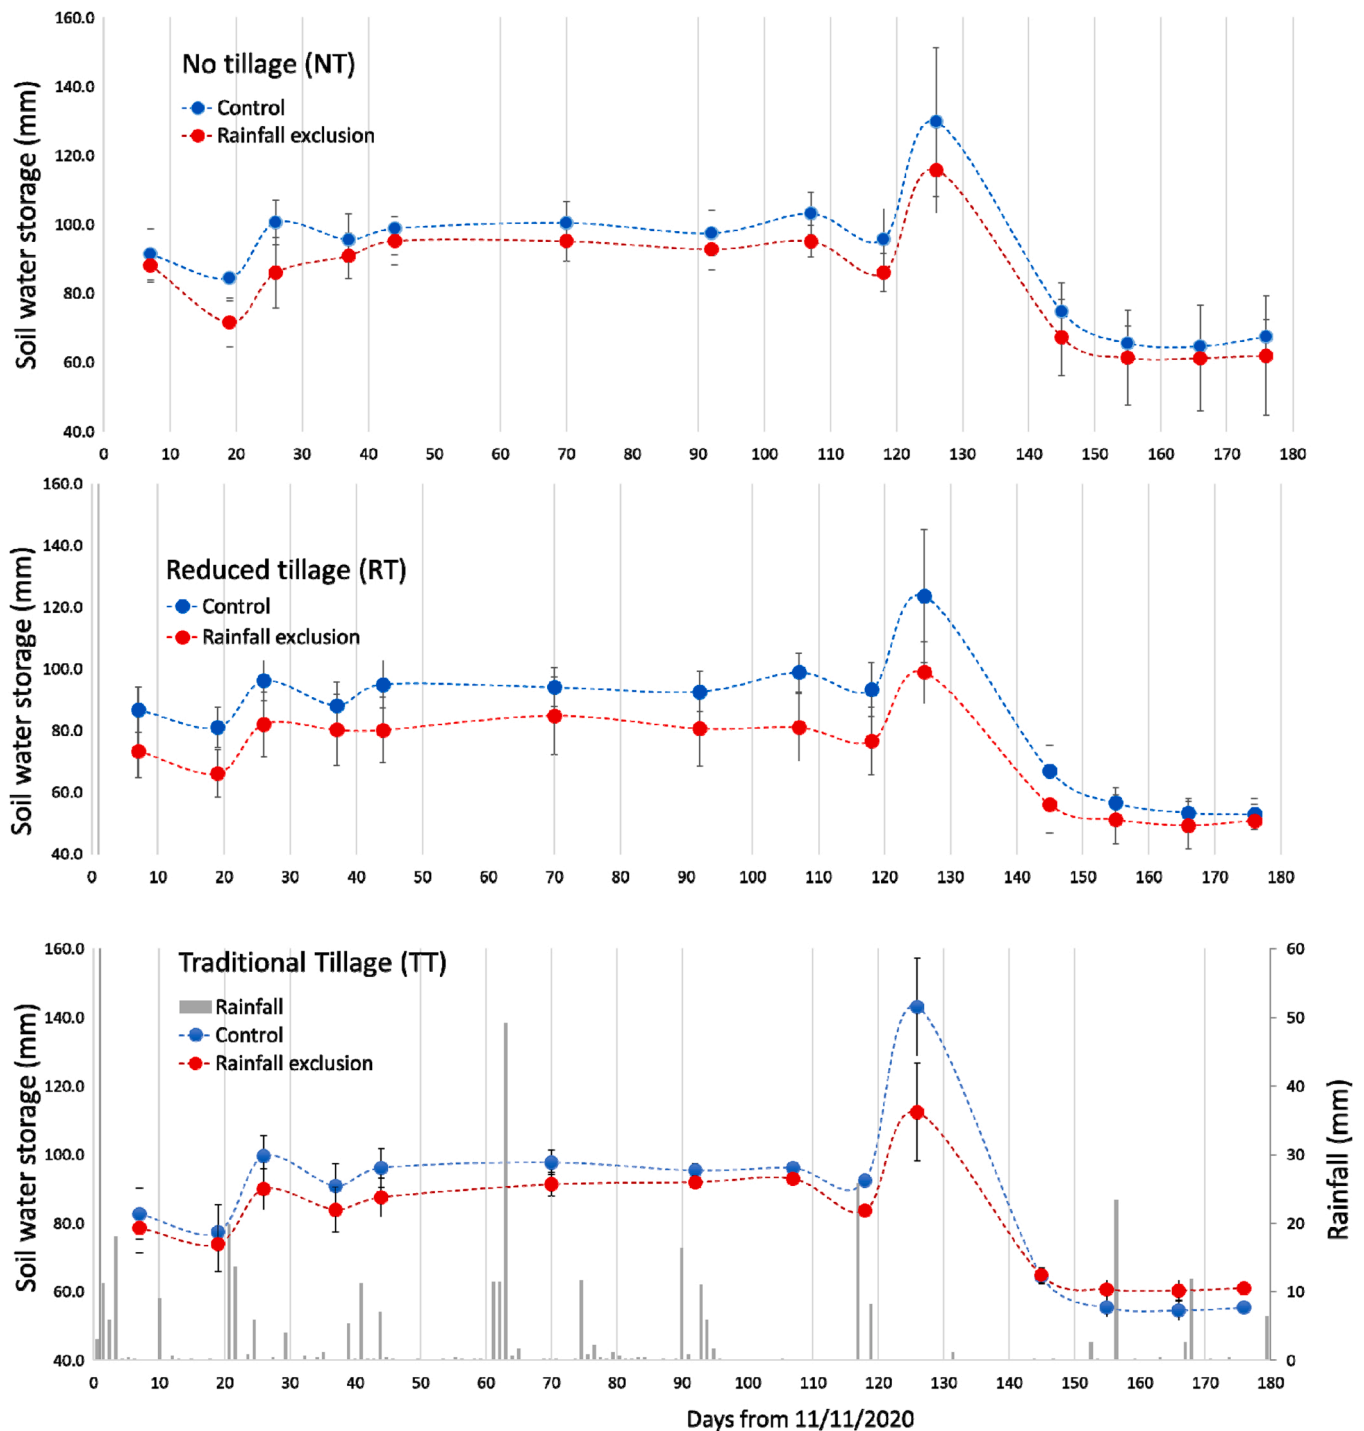 160.0
140.0
120.0
100.0
80.0
60.0
40.0
Soil water storage (mm)
No tillage (NT)
Control
Rainfall exclusion
0 10 20 30 40 50 60 70 80 90 100 110 120 130 140 150 160 170 180
160.0
140.0
120.0
100.0
80.0
60.0
40.0
Soil water storage (mm)
Reduced tillage (RT)
Control
Rainfall exclusion
0 10 20 30 40 50 60 70 80 90 100 110 120 130 140 150 160 170 180
160.0
140.0
120.0
100.0
80.0
60.0
40.0
Soil water storage (mm)
Traditional Tillage (TT)
Rainfall
Control
Rainfall exclusion
60
50
40
30
20
10
0
Rainfall (mm)
0 10 20 30 40 50 60 70 80 90 100 110 120 130 140 150 160 170 180
Days from 11/11/2020